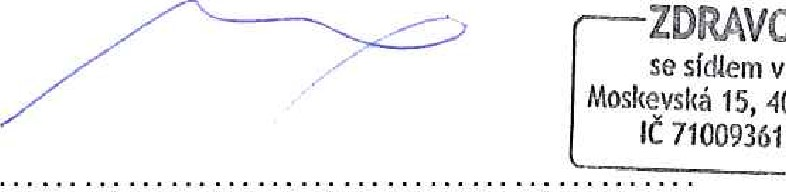 ZDRAVO
se sídlem v
Moskevská 15, 40
IČ 71009361